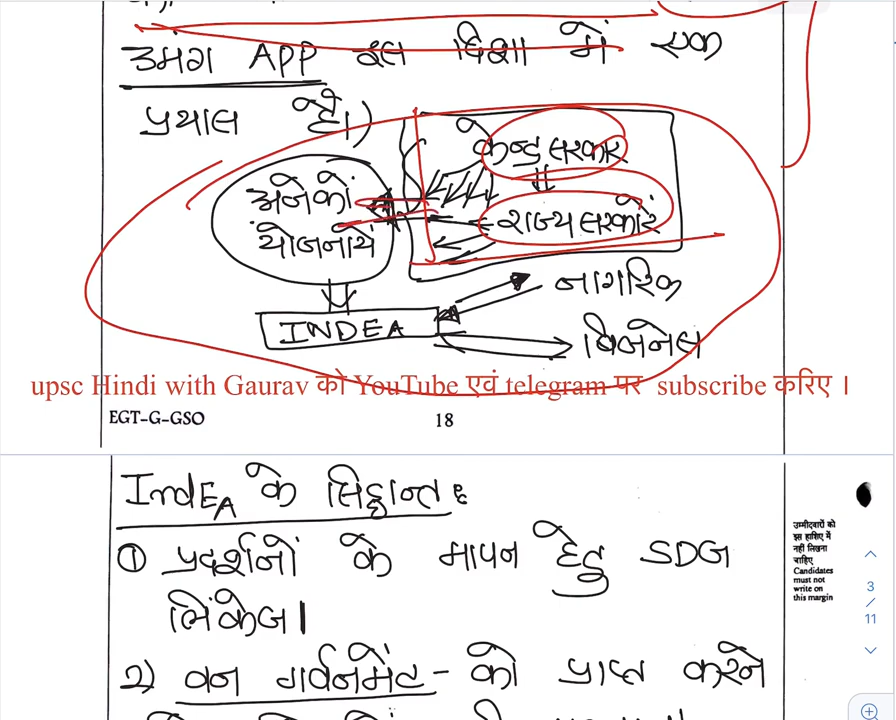 उमंग APP इस दिशा में एक
प्रयास है।)
केन्द्र सरकार
अनेकों
योजनायें
राज्य सरकारें
नागरिक
INDEA
बिजनेस
upsc Hindi with Gaurav को YouTube एवं telegram पर subscribe करिए ।
EGT-G-GSO
18
IndEA के सिद्धान्त :
① प्रदर्शनों के मापन हेतु SDG
लिंकेज।
2) वन गर्वनमेंट - को प्राप्त करने
उम्मीदवारों को
इस हाशिए में
नहीं लिखना
चाहिए
Candidates
must not
write on
this margin
3
/
11